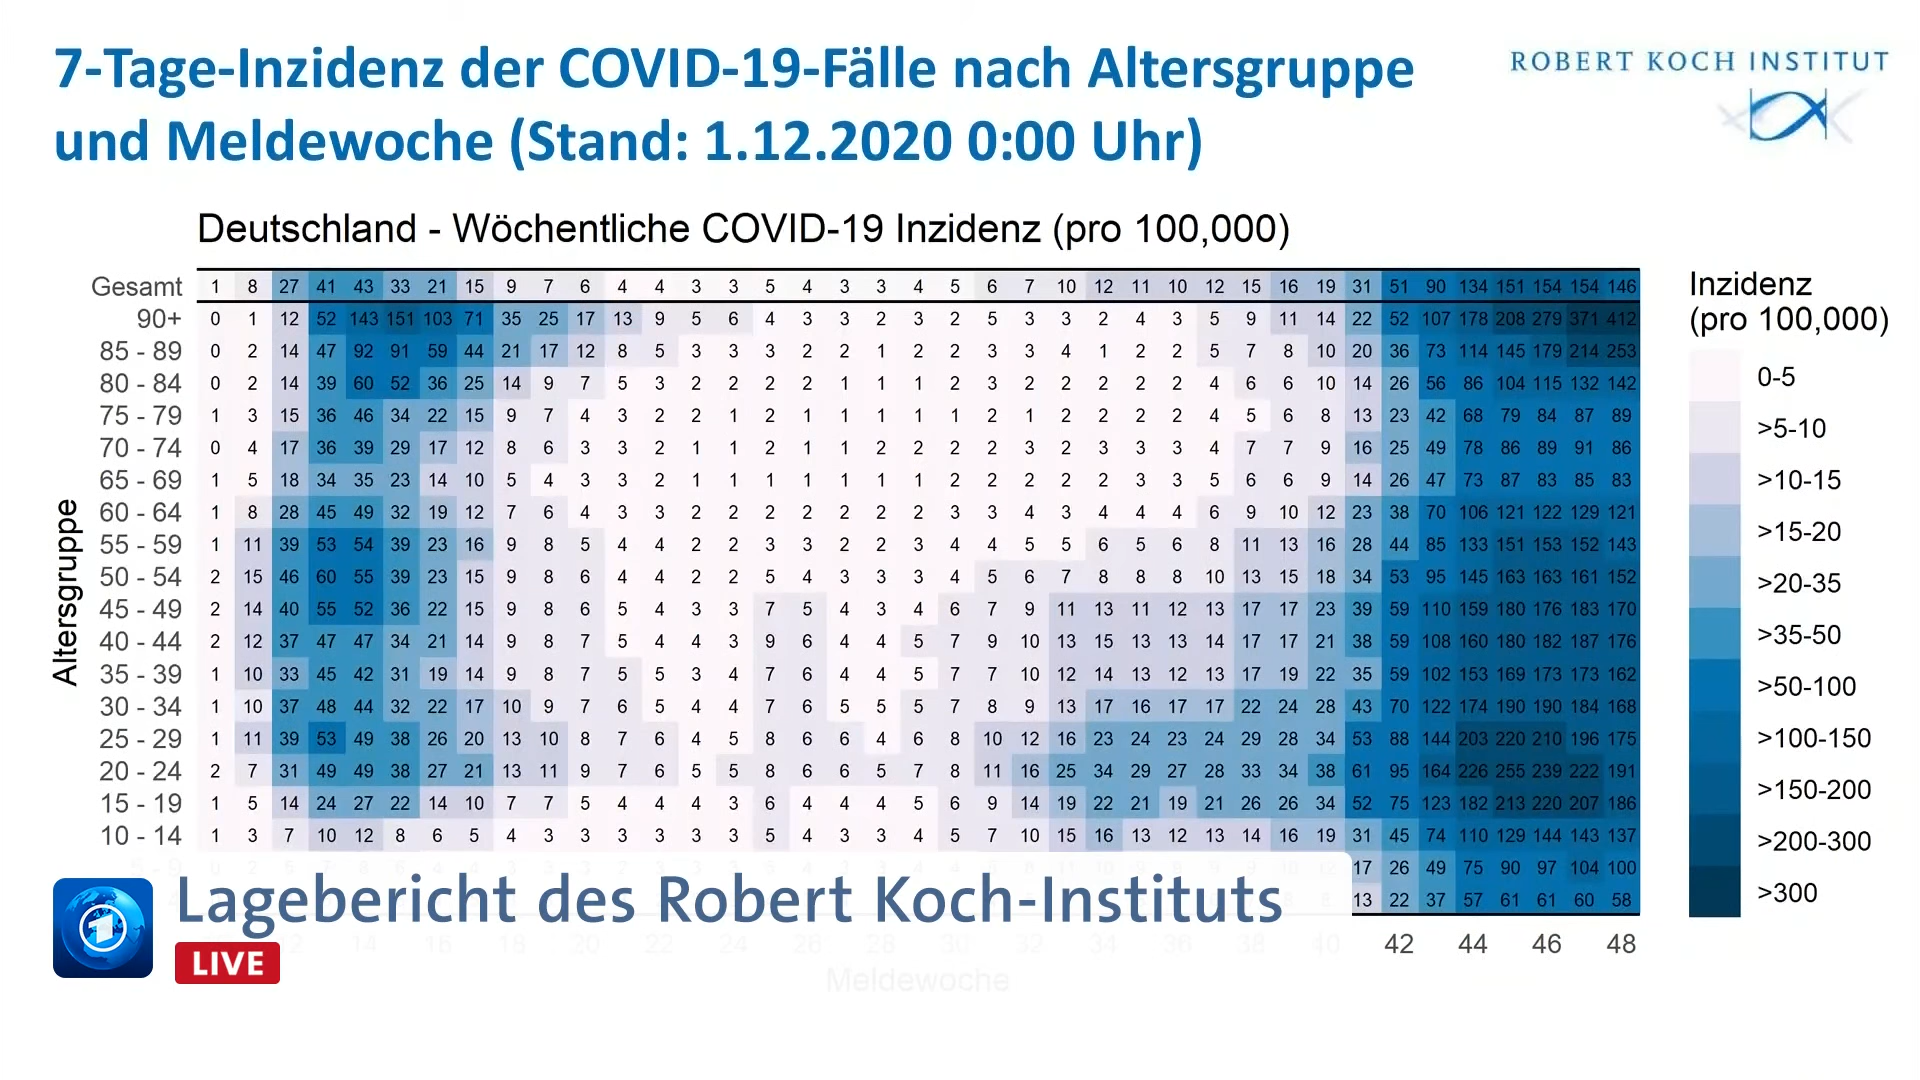 7-Tage-Inzidenz der COVID-19-Fälle nach Altersgruppe
und Meldewoche (Stand: 1.12.2020 0:00 Uhr)
ROBERT KOCH INSTITUT
Deutschland - Wöchentliche COVID-19 Inzidenz (pro 100,000)
Gesamt 1 8 27 41 43 33 21 15 9 7 6 4 4 3 3 5 4 3 3 4 5 6 7 10 12 11 10 12 15 16 19 31 51 90 134 151 154 154 146
90+ 0 1 12 52 143 151 103 71 35 25 17 13 9 5 6 4 3 3 2 3 2 5 3 3 2 4 3 5 9 11 14 22 52 107 178 208 279 371 412
85 - 89 0 2 14 47 92 91 59 44 21 17 12 8 5 3 3 3 2 2 1 2 2 3 3 4 1 2 2 5 7 8 10 20 36 73 114 145 179 214 253
80 - 84 0 2 14 39 60 52 36 25 14 9 7 5 3 2 2 2 2 1 1 1 2 3 2 2 2 2 2 4 6 6 10 14 26 56 86 104 115 132 142
75 - 79 1 3 15 36 46 34 22 15 9 7 4 3 2 2 1 2 1 1 1 1 1 2 1 2 2 2 2 4 5 6 8 13 23 42 68 79 84 87 89
70 - 74 0 4 17 36 39 29 17 12 8 6 3 3 2 1 1 2 1 1 2 2 2 2 3 2 3 3 3 4 7 7 9 16 25 49 78 86 89 91 86
65 - 69 1 5 18 34 35 23 14 10 5 4 3 3 2 1 1 1 1 1 1 1 2 2 2 2 2 3 3 5 6 6 9 14 26 47 73 87 83 85 83
60 - 64 1 8 28 45 49 32 19 12 7 6 4 3 3 2 2 2 2 2 2 2 3 3 4 3 4 4 4 6 9 10 12 23 38 70 106 121 122 129 121
55 - 59 1 11 39 53 54 39 23 16 9 8 5 4 4 2 2 3 3 2 2 3 4 4 5 5 6 5 6 8 11 13 16 28 44 85 133 151 153 152 143
50 - 54 2 15 46 60 55 39 23 15 9 8 6 4 4 2 2 5 4 3 3 3 4 5 6 7 8 8 8 10 13 15 18 34 53 95 145 163 163 161 152
45 - 49 2 14 40 55 52 36 22 15 9 8 6 5 4 3 3 7 5 4 3 4 6 7 9 11 13 11 12 13 17 17 23 39 59 110 159 180 176 183 170
40 - 44 2 12 37 47 47 34 21 14 9 8 7 5 4 4 3 9 6 4 4 5 7 9 10 13 15 13 13 14 17 17 21 38 59 108 160 180 182 187 176
35 - 39 1 10 33 45 42 31 19 14 9 8 7 5 5 3 4 7 6 4 4 5 7 7 10 12 14 13 12 13 17 19 22 35 59 102 153 169 173 173 162
30 - 34 1 10 37 48 44 32 22 17 10 9 7 6 5 4 4 7 6 5 5 5 7 8 9 13 17 16 17 17 22 24 28 43 70 122 174 190 190 184 168
25 - 29 1 11 39 53 49 38 26 20 13 10 8 7 6 4 5 8 6 6 4 6 8 10 12 16 23 24 23 24 29 28 34 53 88 144 203 220 210 196 175
20 - 24 2 7 31 49 49 38 27 21 13 11 9 7 6 5 5 8 6 6 5 7 8 11 16 25 34 29 27 28 33 34 38 61 95 164 226 255 239 222 191
15 - 19 1 5 14 24 27 22 14 10 7 7 5 4 4 4 3 6 4 4 4 5 6 9 14 19 22 21 19 21 26 26 34 52 75 123 182 213 220 207 186
10 - 14 1 3 7 10 12 8 6 5 4 3 3 3 3 3 3 5 4 3 3 4 5 7 10 15 16 13 12 13 14 16 19 31 45 74 110 129 144 143 137
17 26 49 75 90 97 104 100
13 22 37 57 61 61 60 58
14 16 18 20 22 24 26 28 30 32 34 36 38 40 42 44 46 48
Meldewoche
Altersgruppe
Inzidenz
(pro 100,000)
0-5
>5-10
>10-15
>15-20
>20-35
>35-50
>50-100
>100-150
>150-200
>200-300
>300
Lagebericht des Robert Koch-Instituts
1
LIVE